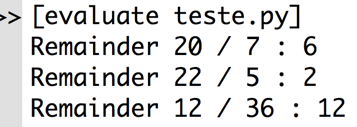 >> [evaluate teste.py]
Remainder 20 / 7 : 6
Remainder 22 / 5 : 2
Remainder 12 / 36 : 12